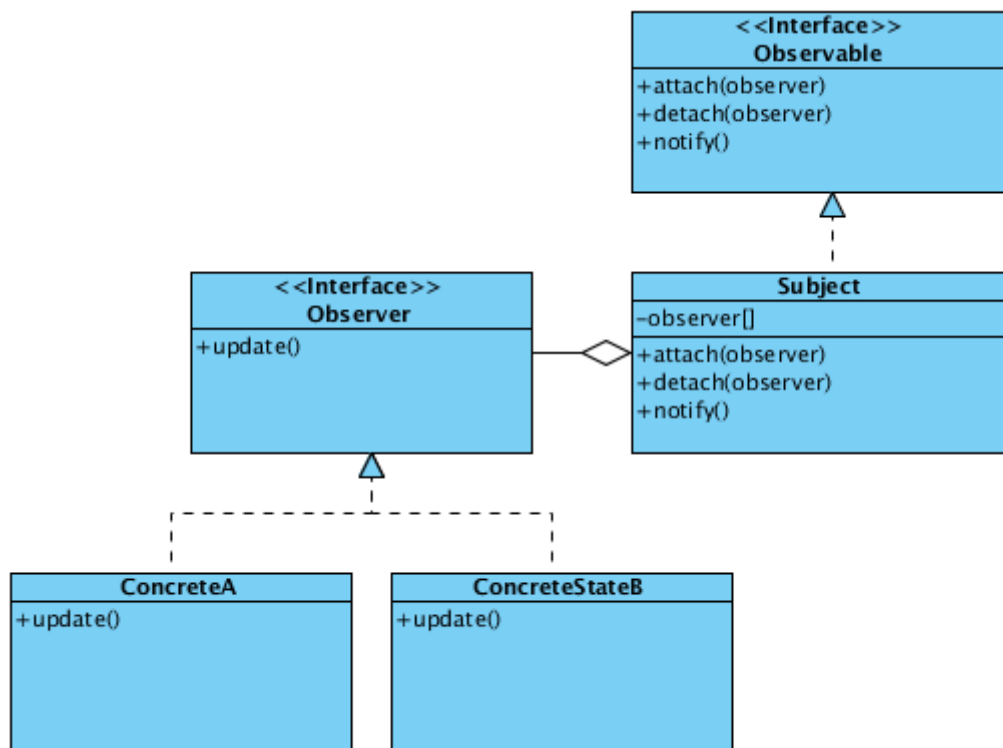 <<Interface>>
Observable
+attach(observer)
+detach(observer)
+notify()
<<Interface>>
Observer
+update()
Subject
-observer[]
+attach(observer)
+detach(observer)
+notify()
ConcreteA
+update()
ConcreteStateB
+update()